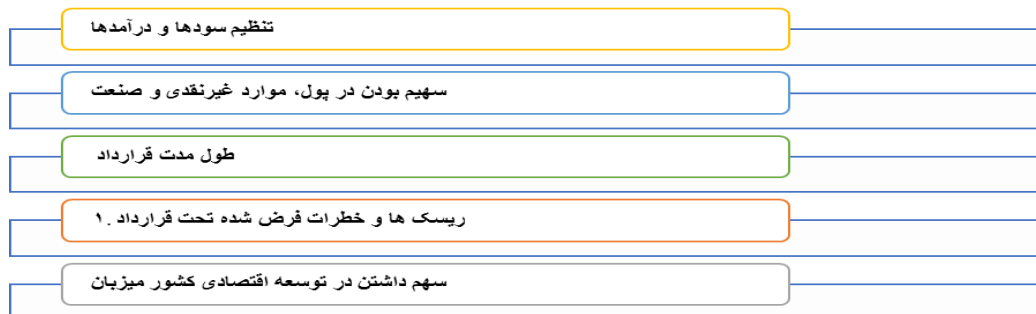 تنظیم سودها و درآمدها
سهیم بودن در پول، موارد غیرنقدی و صنعت
طول مدت قرارداد
ریسک ها و خطرات فرض شده تحت قرارداد .۱
سهم داشتن در توسعه اقتصادی کشور میزبان